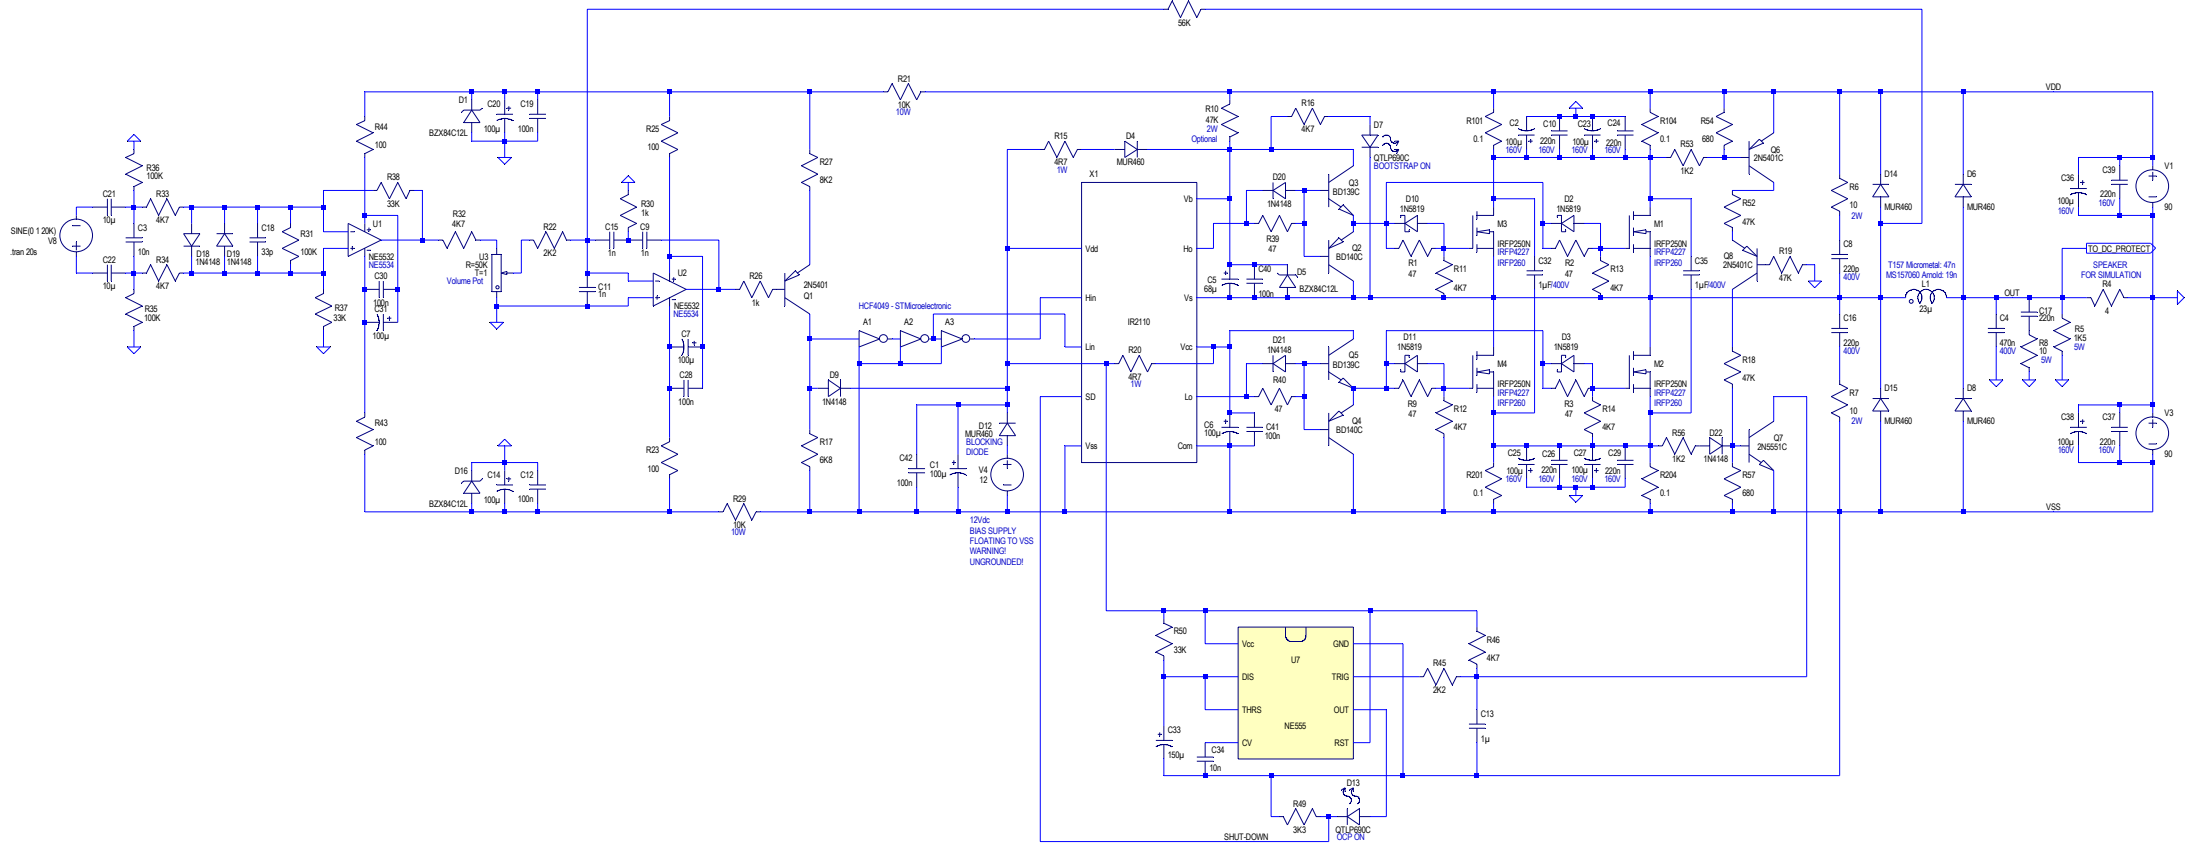 56K
R21
10K
10W
VDD
R44
100
D1
BZX84C12L
C20
100µ
C19
100n
R25
100
R27
8K2
R15
4R7
1W
D4
MUR460
R10
47K
2W
Optional
R16
4K7
D7
QTLP690C
BOOTSTRAP ON
R101
0.1
C2
100µ
160V
C10
220n
160V
C23
100µ
160V
C24
220n
160V
R104
0.1
R54
680
R53
1K2
Q6
2N5401C
R6
10
2W
D14
MUR460
D6
MUR460
C36
100µ
160V
C39
220n
160V
V1
90
R36
100K
C21
10µ
R33
4K7
SINE(0 1 20K)
V8
.tran 20s
C3
10n
C22
10µ
R34
4K7
R35
100K
D18
1N4148
D19
1N4148
C18
33p
R31
100K
R37
33K
R38
33K
U1
NE5532
NE5534
C30
100n
C31
100µ
R32
4K7
U3
R=50K
T=1
Volume Pot
R22
2K2
R30
1k
C15
1n
C9
1n
C11
1n
U2
NE5532
NE5534
C7
100µ
C28
100n
R26
1k
2N5401
Q1
HCF4049 - STMicroelectronic
A1
A2
A3
D9
1N4148
R17
6K8
R43
100
R23
100
D16
BZX84C12L
C14
100µ
C12
100n
R29
10K
10W
C42
100n
C1
100µ
D12
MUR460
BLOCKING
DIODE
V4
12
12Vdc
BIAS SUPPLY
FLOATING TO VSS
WARNING!
UNGROUNDED!
X1
Vb
Vdd
Ho
Hin
Vs
IR2110
Lin
Vcc
SD
Lo
Vss
Com
R20
4R7
1W
D20
1N4148
R39
47
Q3
BD139C
Q2
BD140C
C5
68µ
C40
100n
D5
BZX84C12L
D21
1N4148
R40
47
Q5
BD139C
Q4
BD140C
C6
100µ
C41
100n
D10
1N5819
R1
47
R11
4K7
M3
IRFP250N
IRFP4227
IRFP260
C32
1µF/400V
D2
1N5819
R2
47
R13
4K7
M1
IRFP250N
IRFP4227
IRFP260
C35
1µF/400V
D11
1N5819
R9
47
R12
4K7
M4
IRFP250N
IRFP4227
IRFP260
D3
1N5819
R3
47
R14
4K7
M2
IRFP250N
IRFP4227
IRFP260
R52
47K
Q8
2N5401C
R19
47K
R18
47K
C8
220p
400V
C16
220p
400V
R7
10
2W
D15
MUR460
D8
MUR460
T157 Micrometal: 47n
MS157060 Arnold: 19n
L1
23µ
OUT
TO_DC_PROTECT
SPEAKER
FOR SIMULATION
R4
4
C4
470n
400V
C17
220n
R8
10
5W
R5
1K5
5W
C38
100µ
160V
C37
220n
160V
V3
90
R201
0.1
C25
100µ
160V
C26
220n
160V
C27
100µ
160V
C29
220n
160V
R204
0.1
R56
1K2
D22
1N4148
Q7
2N5551C
R57
680
VSS
R50
33K
C33
150µ
C34
10n
Vcc
GND
U7
DIS
TRIG
THRS
OUT
NE555
CV
RST
R45
2K2
R46
4K7
C13
1µ
R49
3K3
D13
QTLP690C
OCP ON
SHUT-DOWN